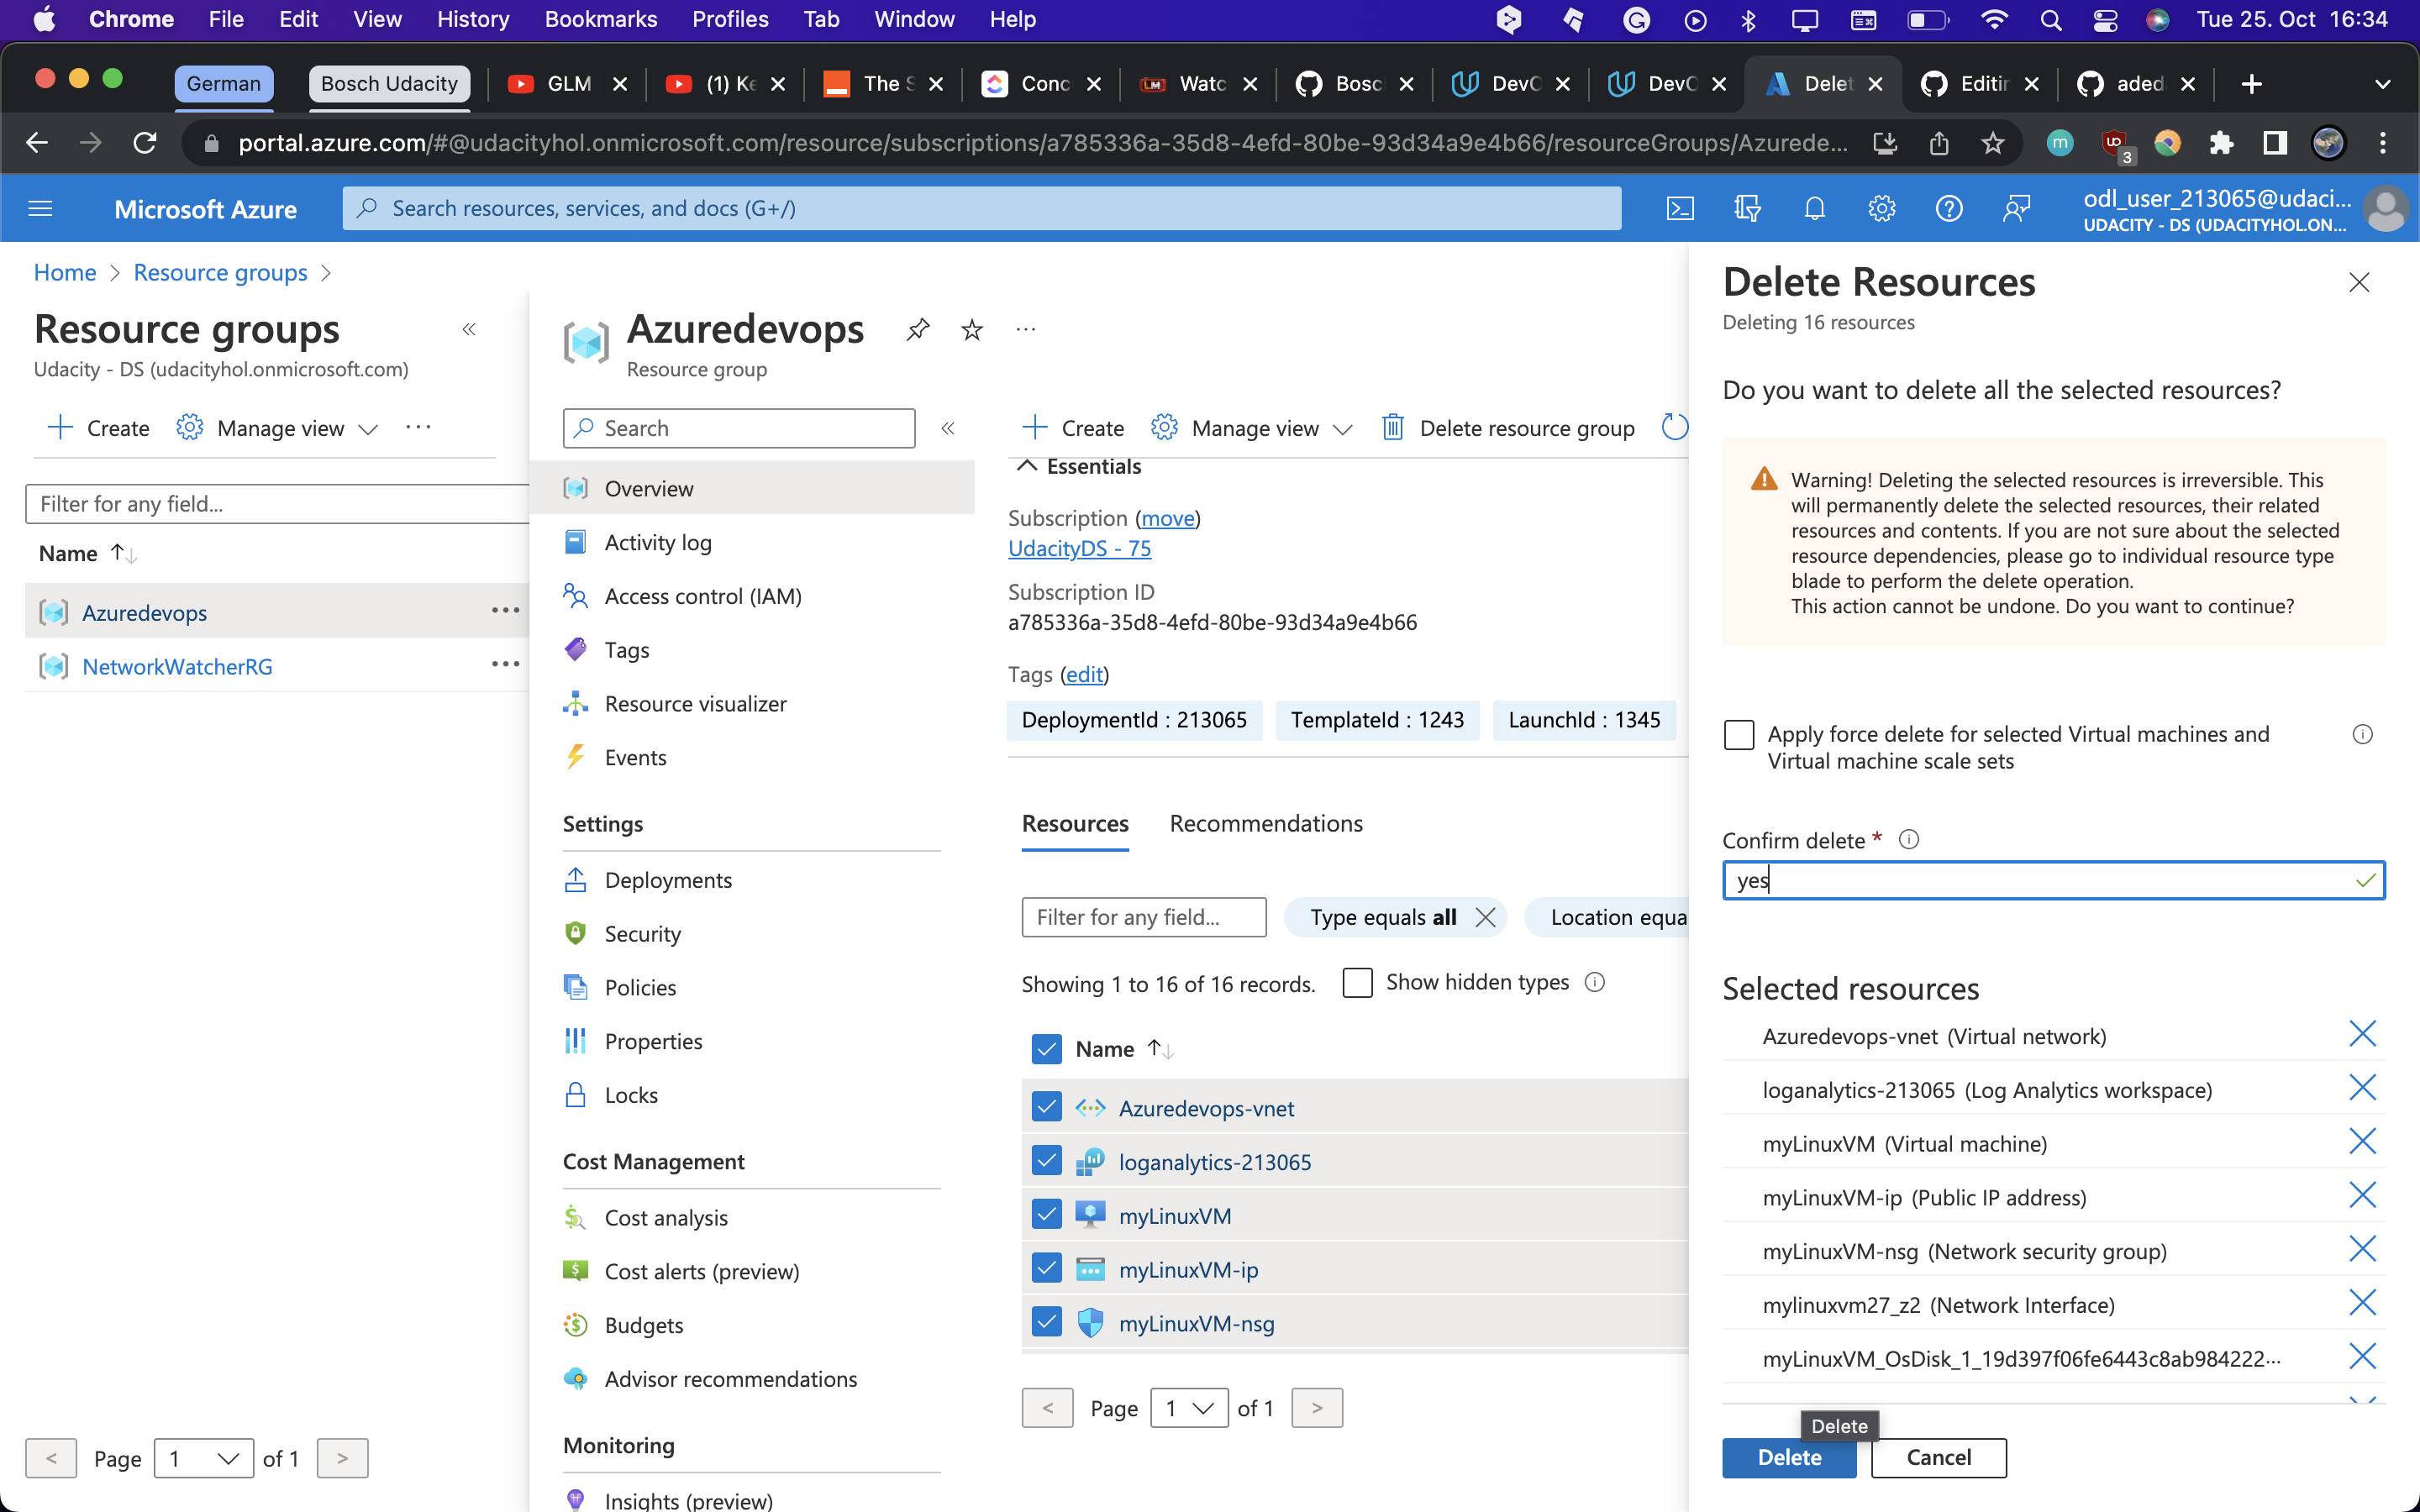 Chrome File Edit View History Bookmarks Profiles Tab Window Help Tue 25. Oct 16:34
German Bosch Udacity GLM (1) Ke The S Conc Watc Bosc DevO DevO Delet Editin aded
portal.azure.com/#@udacityhol.onmicrosoft.com/resource/subscriptions/a785336a-35d8-4efd-80be-93d34a9e4b66/resourceGroups/Azurede...
m 3
Microsoft Azure
Search resources, services, and docs (G+/)
odl_user_213065@udaci...
UDACITY - DS (UDACITYHOL.ON...
Home > Resource groups >
Resource groups
Udacity - DS (udacityhol.onmicrosoft.com)
Create Manage view ...
Filter for any field...
Name
Azuredevops
NetworkWatcherRG
< Page 1 of 1 >
Azuredevops
Resource group
Search
Overview
Activity log
Access control (IAM)
Tags
Resource visualizer
Events
Settings
Deployments
Security
Policies
Properties
Locks
Cost Management
Cost analysis
Cost alerts (preview)
Budgets
Advisor recommendations
Monitoring
Insights (preview)
Create Manage view Delete resource group
Essentials
Subscription (move)
UdacityDS - 75
Subscription ID
a785336a-35d8-4efd-80be-93d34a9e4b66
Tags (edit)
DeploymentId : 213065 TemplateId : 1243 LaunchId : 1345
Resources Recommendations
Filter for any field... Type equals all Location equa
Showing 1 to 16 of 16 records. Show hidden types
Name
Azuredevops-vnet
loganalytics-213065
myLinuxVM
myLinuxVM-ip
myLinuxVM-nsg
< Page 1 of 1 >
Delete Resources
Deleting 16 resources
Do you want to delete all the selected resources?
Warning! Deleting the selected resources is irreversible. This
will permanently delete the selected resources, their related
resources and contents. If you are not sure about the selected
resource dependencies, please go to individual resource type
blade to perform the delete operation.
This action cannot be undone. Do you want to continue?
Apply force delete for selected Virtual machines and
Virtual machine scale sets
Confirm delete *
yes
Selected resources
Azuredevops-vnet (Virtual network)
loganalytics-213065 (Log Analytics workspace)
myLinuxVM (Virtual machine)
myLinuxVM-ip (Public IP address)
myLinuxVM-nsg (Network security group)
mylinuxvm27_z2 (Network Interface)
myLinuxVM_OsDisk_1_19d397f06fe6443c8ab984222...
Delete
Delete Cancel